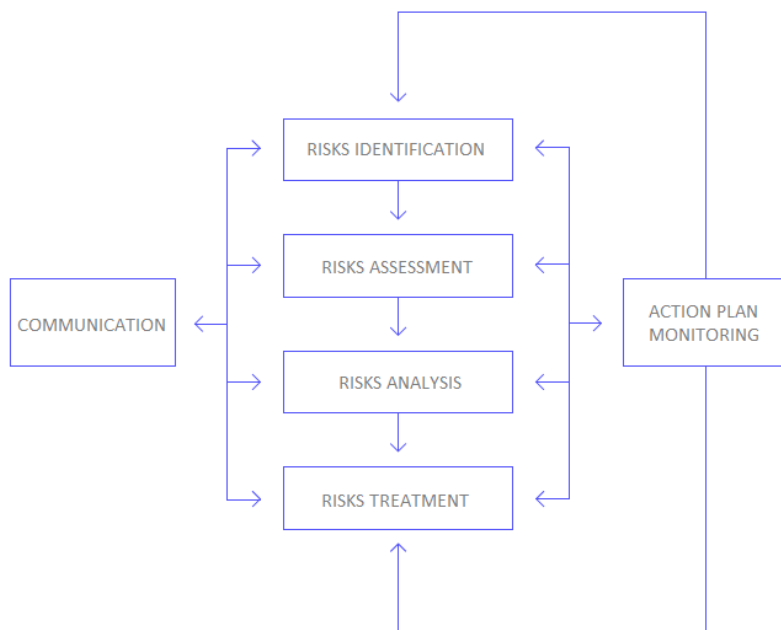 RISKS IDENTIFICATION
RISKS ASSESSMENT
COMMUNICATION
ACTION PLAN
MONITORING
RISKS ANALYSIS
RISKS TREATMENT